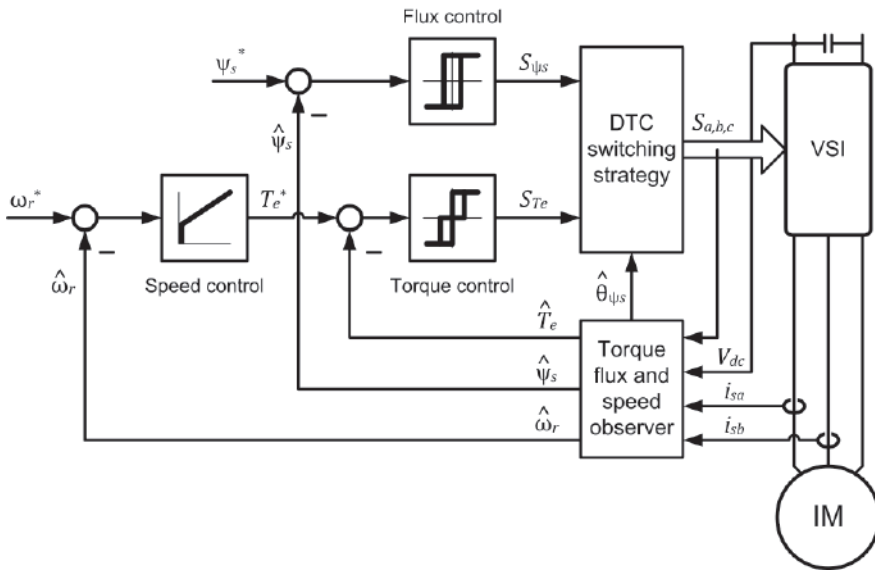 Flux control
ψs*
Sψs
ψ̂s
DTC
switching
strategy
Sa,b,c
VSI
ωr*
Te*
STe
ω̂r
Speed control
Torque control
θ̂ψs
T̂e
Vdc
ψ̂s
Torque
flux and
speed
observer
isa
ω̂r
isb
IM